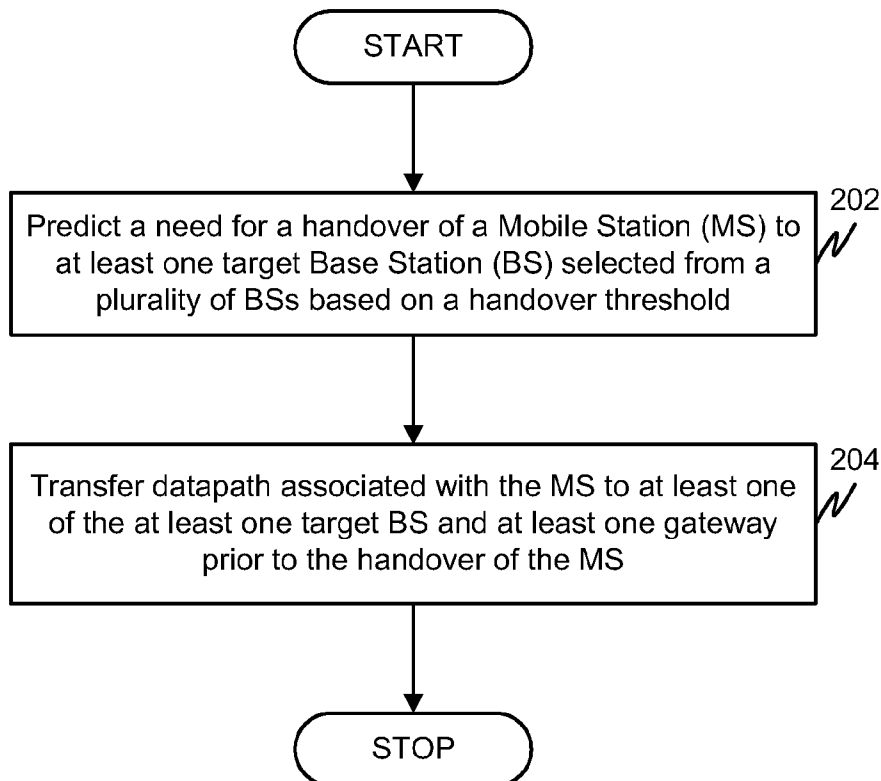 START
202
Predict a need for a handover of a Mobile Station (MS) to
at least one target Base Station (BS) selected from a
plurality of BSs based on a handover threshold
204
Transfer datapath associated with the MS to at least one
of the at least one target BS and at least one gateway
prior to the handover of the MS
STOP